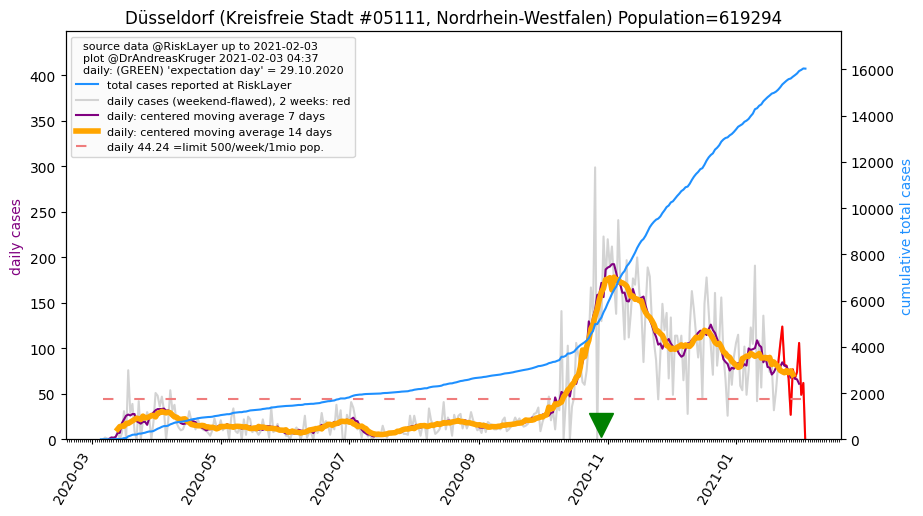 Düsseldorf (Kreisfreie Stadt #05111, Nordrhein-Westfalen) Population=619294
source data @RiskLayer up to 2021-02-03
plot @DrAndreasKruger 2021-02-03 04:37
daily: (GREEN) 'expectation day' = 29.10.2020
total cases reported at RiskLayer
daily cases (weekend-flawed), 2 weeks: red
daily: centered moving average 7 days
daily: centered moving average 14 days
daily 44.24 =limit 500/week/1mio pop.
daily cases
400
350
300
250
200
150
100
50
0
cumulative total cases
16000
14000
12000
10000
8000
6000
4000
2000
0
2020-03
2020-05
2020-07
2020-09
2020-11
2021-01